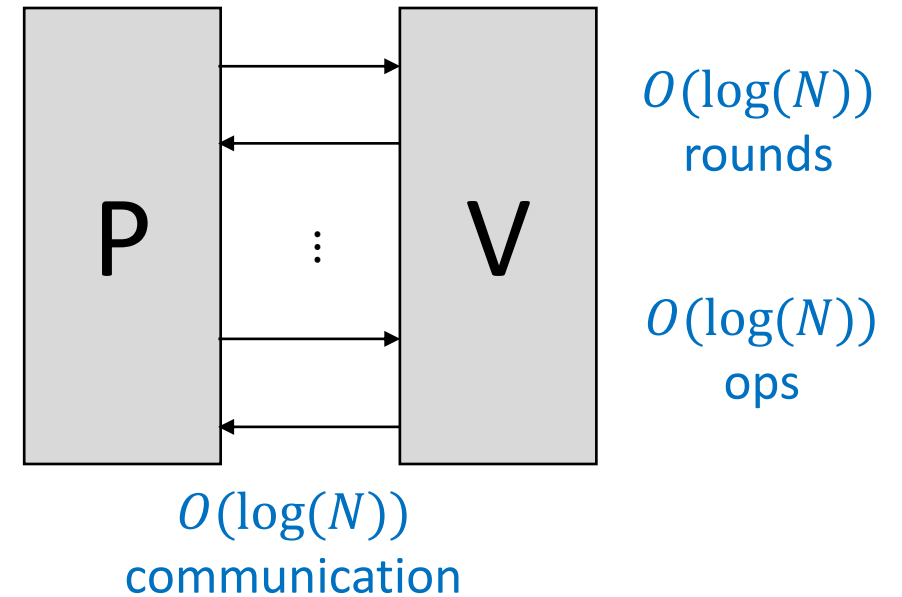 P
V
⋮
O(log(N))
rounds
O(log(N))
ops
O(log(N))
communication